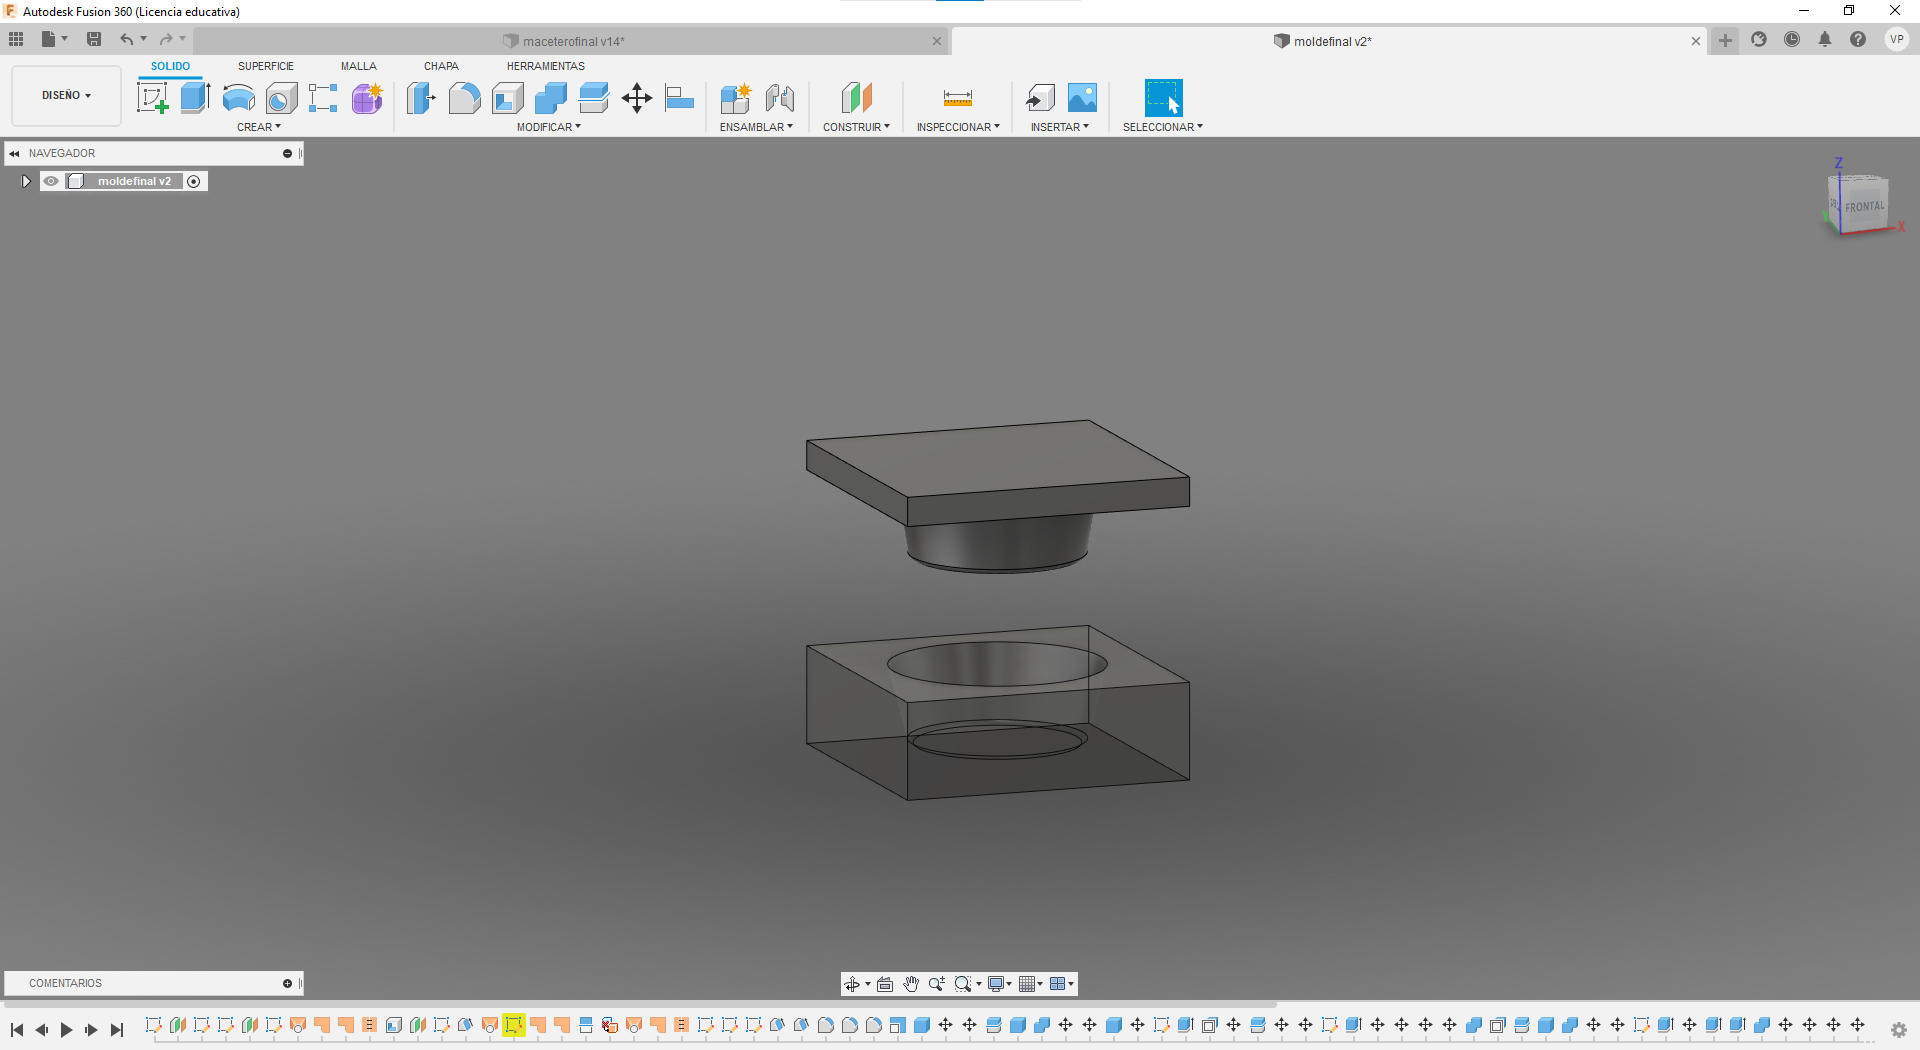 Autodesk Fusion 360 (Licencia educativa)
maceterofinal v14*
moldefinal v2*
VP
DISEÑO
SOLIDO
SUPERFICIE
MALLA
CHAPA
HERRAMIENTAS
CREAR
MODIFICAR
ENSAMBLAR
CONSTRUIR
INSPECCIONAR
INSERTAR
SELECCIONAR
NAVEGADOR
moldefinal v2
Z
FRONTAL
X
COMENTARIOS